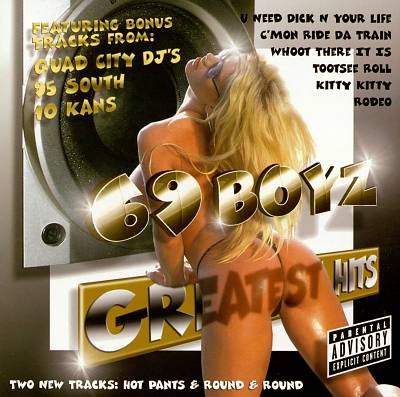 FEATURING BONUS
TRACKS FROM:
QUAD CITY DJ'S
95 SOUTH
10 KANS
U NEED DICK N YOUR LIFE
C'MON RIDE DA TRAIN
WHOOT THERE IT IS
TOOTSEE ROLL
KITTY KITTY
RODEO
69 BOYZ
GREATEST HITS
PARENTAL
ADVISORY
EXPLICIT CONTENT
TWO NEW TRACKS: HOT PANTS & ROUND & ROUND